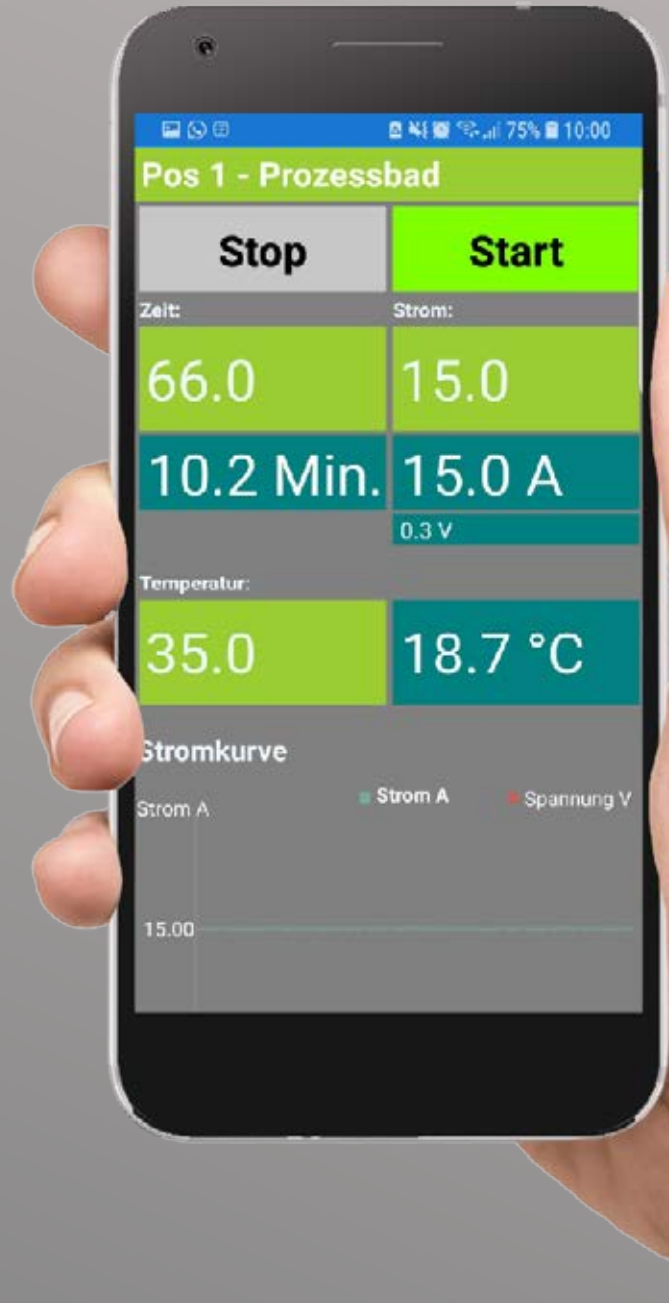 75% 10:00
Pos 1 - Prozessbad
Stop Start
Zeit: Strom:
66.0 15.0
10.2 Min. 15.0 A
0.3 V
Temperatur:
35.0 18.7 °C
Stromkurve
Strom A Spannung V
Strom A
15.00